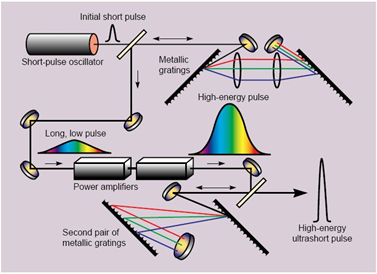 Initial short pulse
Short-pulse oscillator
Metallic
gratings
High-energy pulse
Long, low pulse
Power amplifiers
Second pair of
metallic gratings
High-energy
ultrashort pulse